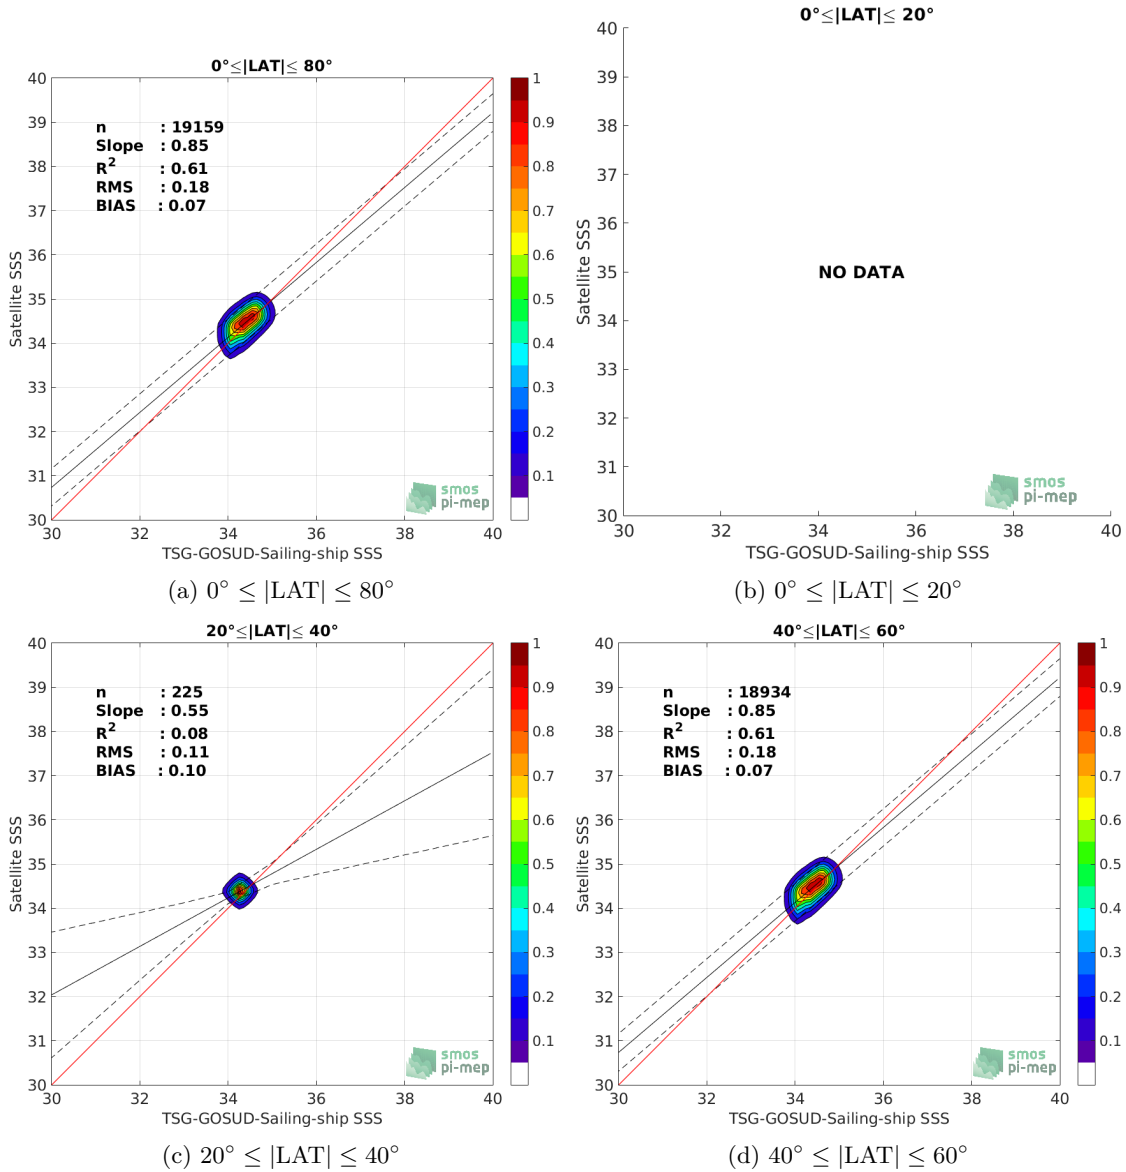 0°≤|LAT|≤ 80°
40
39
38
37
36
35
34
33
32
31
30
Satellite SSS
n : 19159
Slope : 0.85
R² : 0.61
RMS : 0.18
BIAS : 0.07
smos
pi-mep
30 32 34 36 38 40
TSG-GOSUD-Sailing-ship SSS
1
0.9
0.8
0.7
0.6
0.5
0.4
0.3
0.2
0.1
(a) 0° ≤ |LAT| ≤ 80°
0°≤|LAT|≤ 20°
40
39
38
37
36
35
34
33
32
31
30
Satellite SSS
NO DATA
smos
pi-mep
30 32 34 36 38 40
TSG-GOSUD-Sailing-ship SSS
(b) 0° ≤ |LAT| ≤ 20°
20°≤|LAT|≤ 40°
40
39
38
37
36
35
34
33
32
31
30
Satellite SSS
n : 225
Slope : 0.55
R² : 0.08
RMS : 0.11
BIAS : 0.10
smos
pi-mep
30 32 34 36 38 40
TSG-GOSUD-Sailing-ship SSS
1
0.9
0.8
0.7
0.6
0.5
0.4
0.3
0.2
0.1
(c) 20° ≤ |LAT| ≤ 40°
40°≤|LAT|≤ 60°
40
39
38
37
36
35
34
33
32
31
30
Satellite SSS
n : 18934
Slope : 0.85
R² : 0.61
RMS : 0.18
BIAS : 0.07
smos
pi-mep
30 32 34 36 38 40
TSG-GOSUD-Sailing-ship SSS
1
0.9
0.8
0.7
0.6
0.5
0.4
0.3
0.2
0.1
(d) 40° ≤ |LAT| ≤ 60°